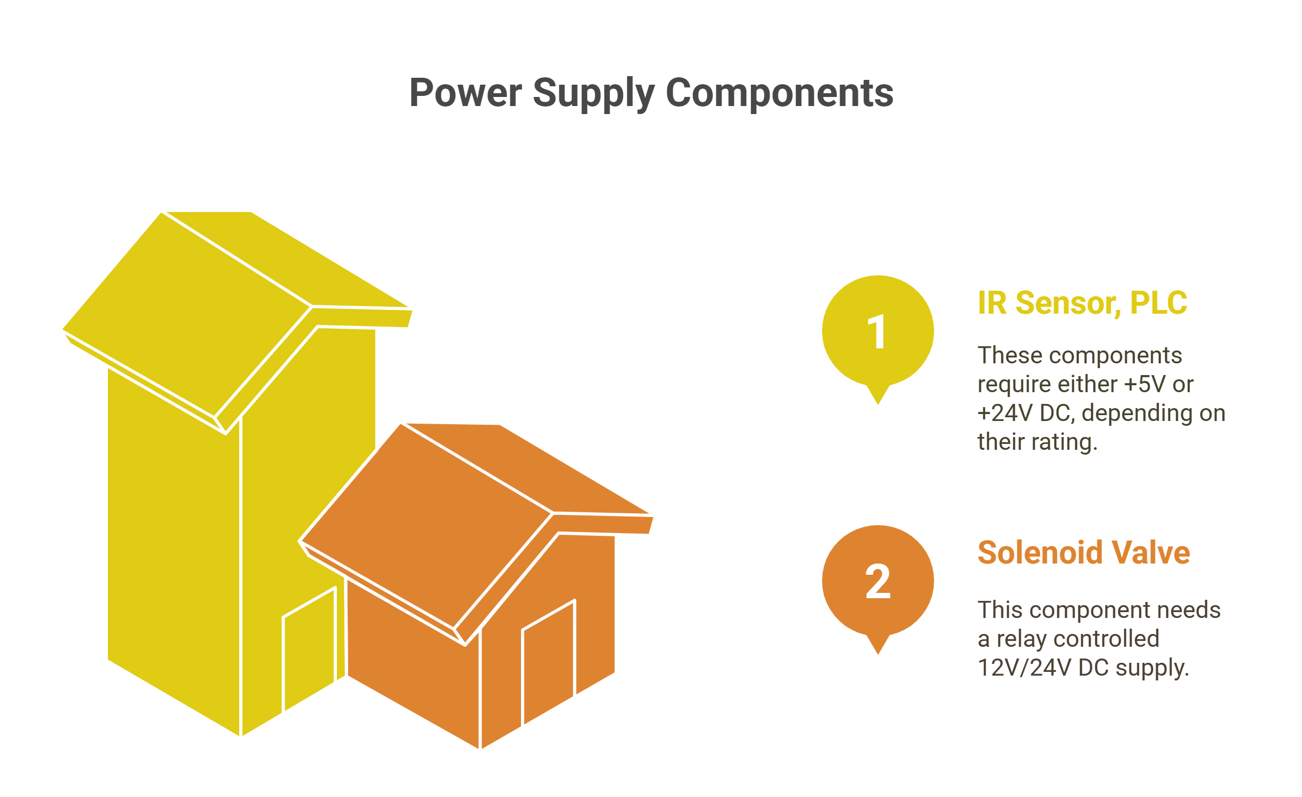 Power Supply Components
1
IR Sensor, PLC
These components
require either +5V or
+24V DC, depending on
their rating.
2
Solenoid Valve
This component needs
a relay controlled
12V/24V DC supply.